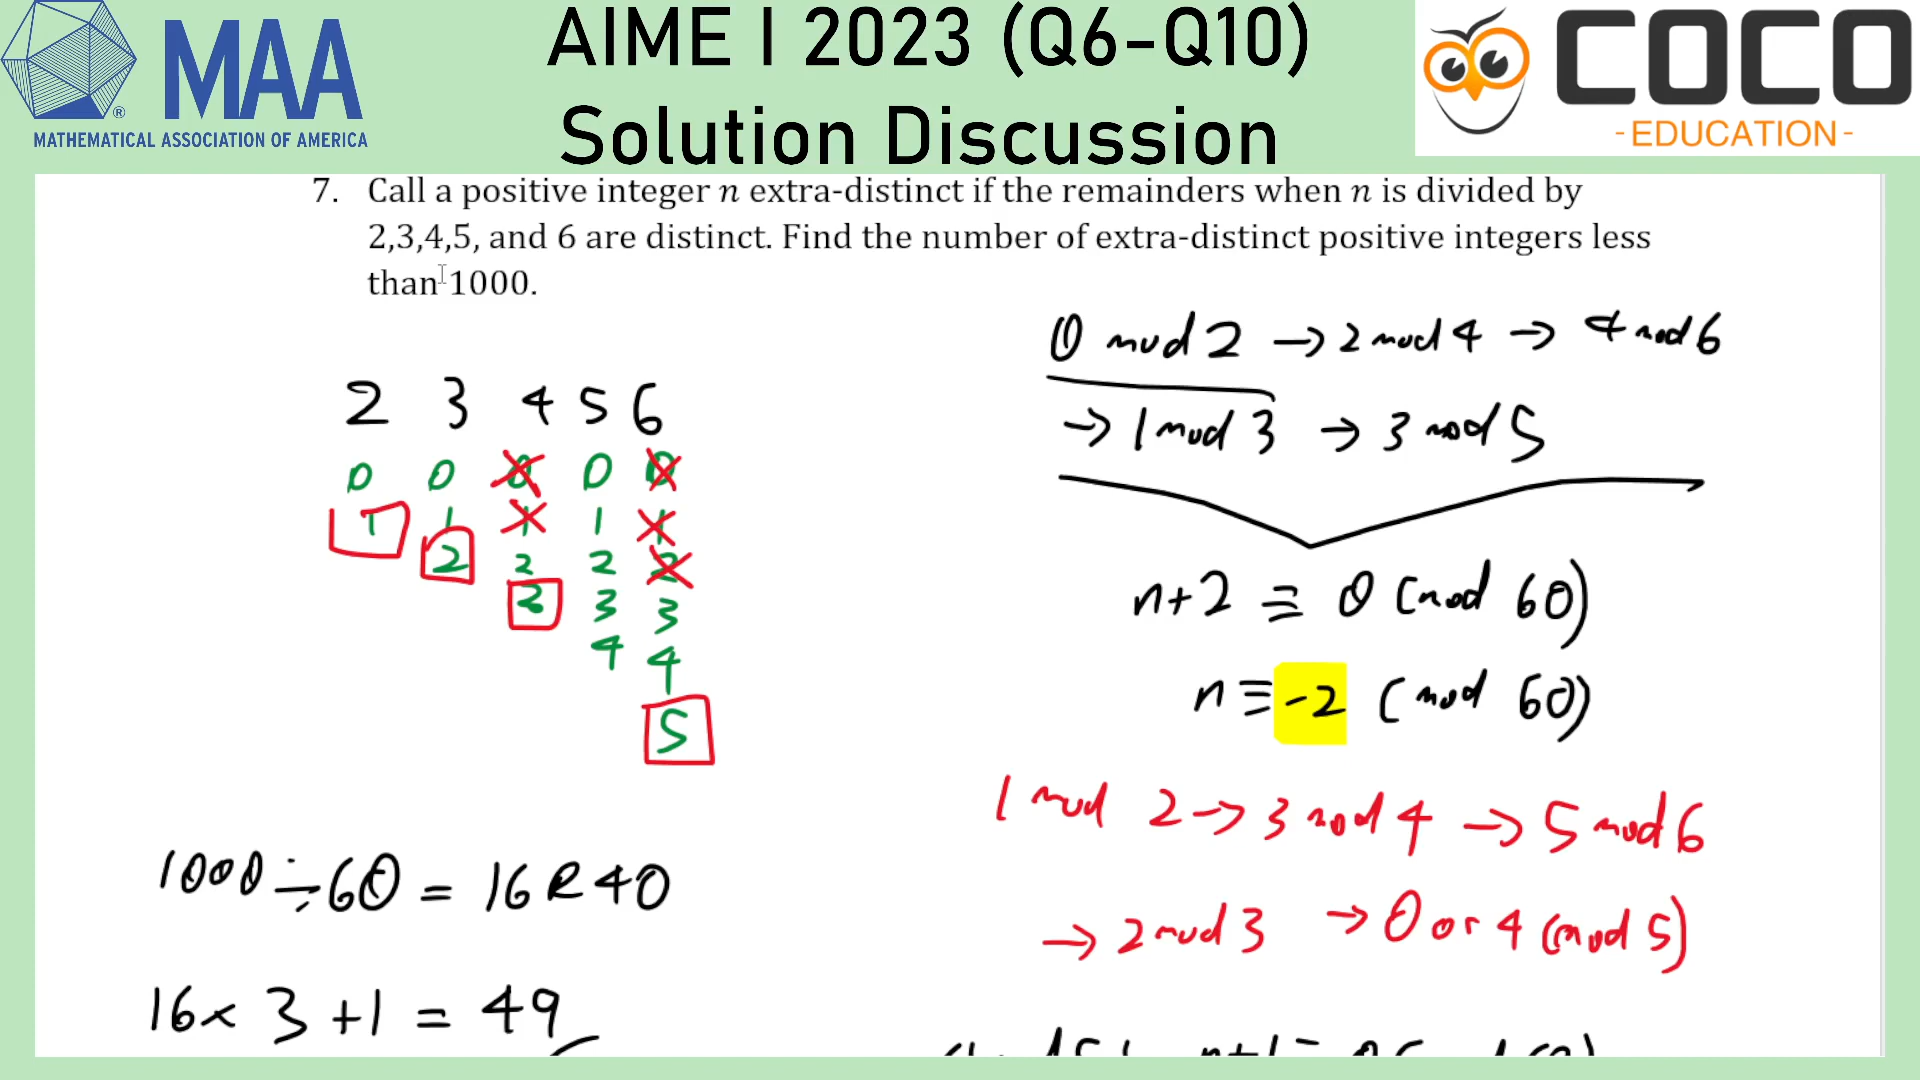 MAA
®
MATHEMATICAL ASSOCIATION OF AMERICA
AIME I 2023 (Q6-Q10)
Solution Discussion
COCO
-EDUCATION-
7. Call a positive integer n extra-distinct if the remainders when n is divided by
2,3,4,5, and 6 are distinct. Find the number of extra-distinct positive integers less
than 1000.
0 mod 2 → 2 mod 4 → 4 mod 6
→ 1 mod 3 → 3 mod 5
n+2 ≡ 0 (mod 60)
n ≡ -2 (mod 60)
1 mod 2 → 3 mod 4 → 5 mod 6
→ 2 mod 3 → 0 or 4 (mod 5)
2 3 4 5 6
0 0 0 0 0
1 1 1 1 1
2 2 2 2
3 3 3
4 4
5
1000 ÷ 60 = 16 R 40
16 × 3 + 1 = 49